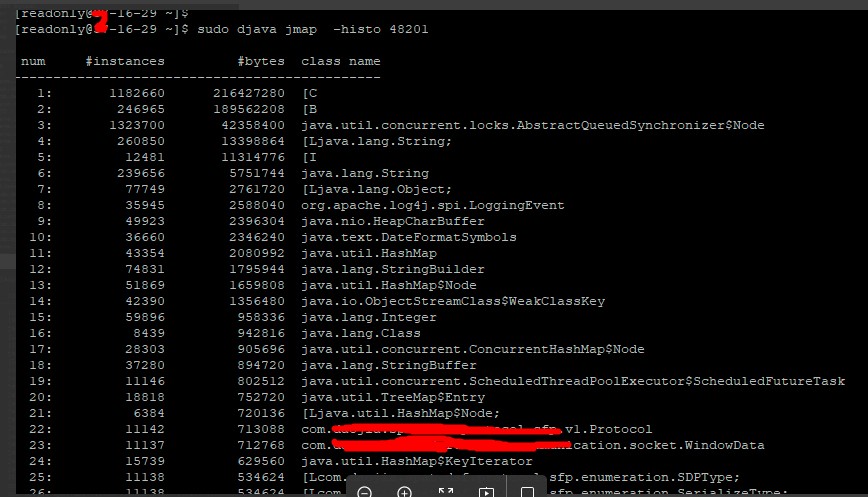 [readonly@ -16-29 ~]$
[readonly@ -16-29 ~]$ sudo djava jmap  -histo 48201
num     #instances         #bytes  class name
----------------------------------------------
1:       1182660      216427280  [C
2:        246965      189562208  [B
3:       1323700       42358400  java.util.concurrent.locks.AbstractQueuedSynchronizer$Node
4:        260850       13398864  [Ljava.lang.String;
5:         12481       11314776  [I
6:        239656        5751744  java.lang.String
7:         77749        2761720  [Ljava.lang.Object;
8:         35945        2588040  org.apache.log4j.spi.LoggingEvent
9:         49923        2396304  java.nio.HeapCharBuffer
10:         36660        2346240  java.text.DateFormatSymbols
11:         43354        2080992  java.util.HashMap
12:         74831        1795944  java.lang.StringBuilder
13:         51869        1659808  java.util.HashMap$Node
14:         42390        1356480  java.io.ObjectStreamClass$WeakClassKey
15:         59896         958336  java.lang.Integer
16:          8439         942816  java.lang.Class
17:         28303         905696  java.util.concurrent.ConcurrentHashMap$Node
18:         37280         894720  java.lang.StringBuffer
19:         11146         802512  java.util.concurrent.ScheduledThreadPoolExecutor$ScheduledFutureTask
20:         18818         752720  java.util.TreeMap$Entry
21:          6384         720136  [Ljava.util.HashMap$Node;
22:         11142         713088  com. .v1.Protocol
23:         11137         712768  com. .socket.WindowData
24:         15739         629560  java.util.HashMap$KeyIterator
25:         11138         534624  [Lcom. .sfp.enumeration.SDPType;
26:         11138         534624  [Lcom. .sfp.enumeration.SerializeType;